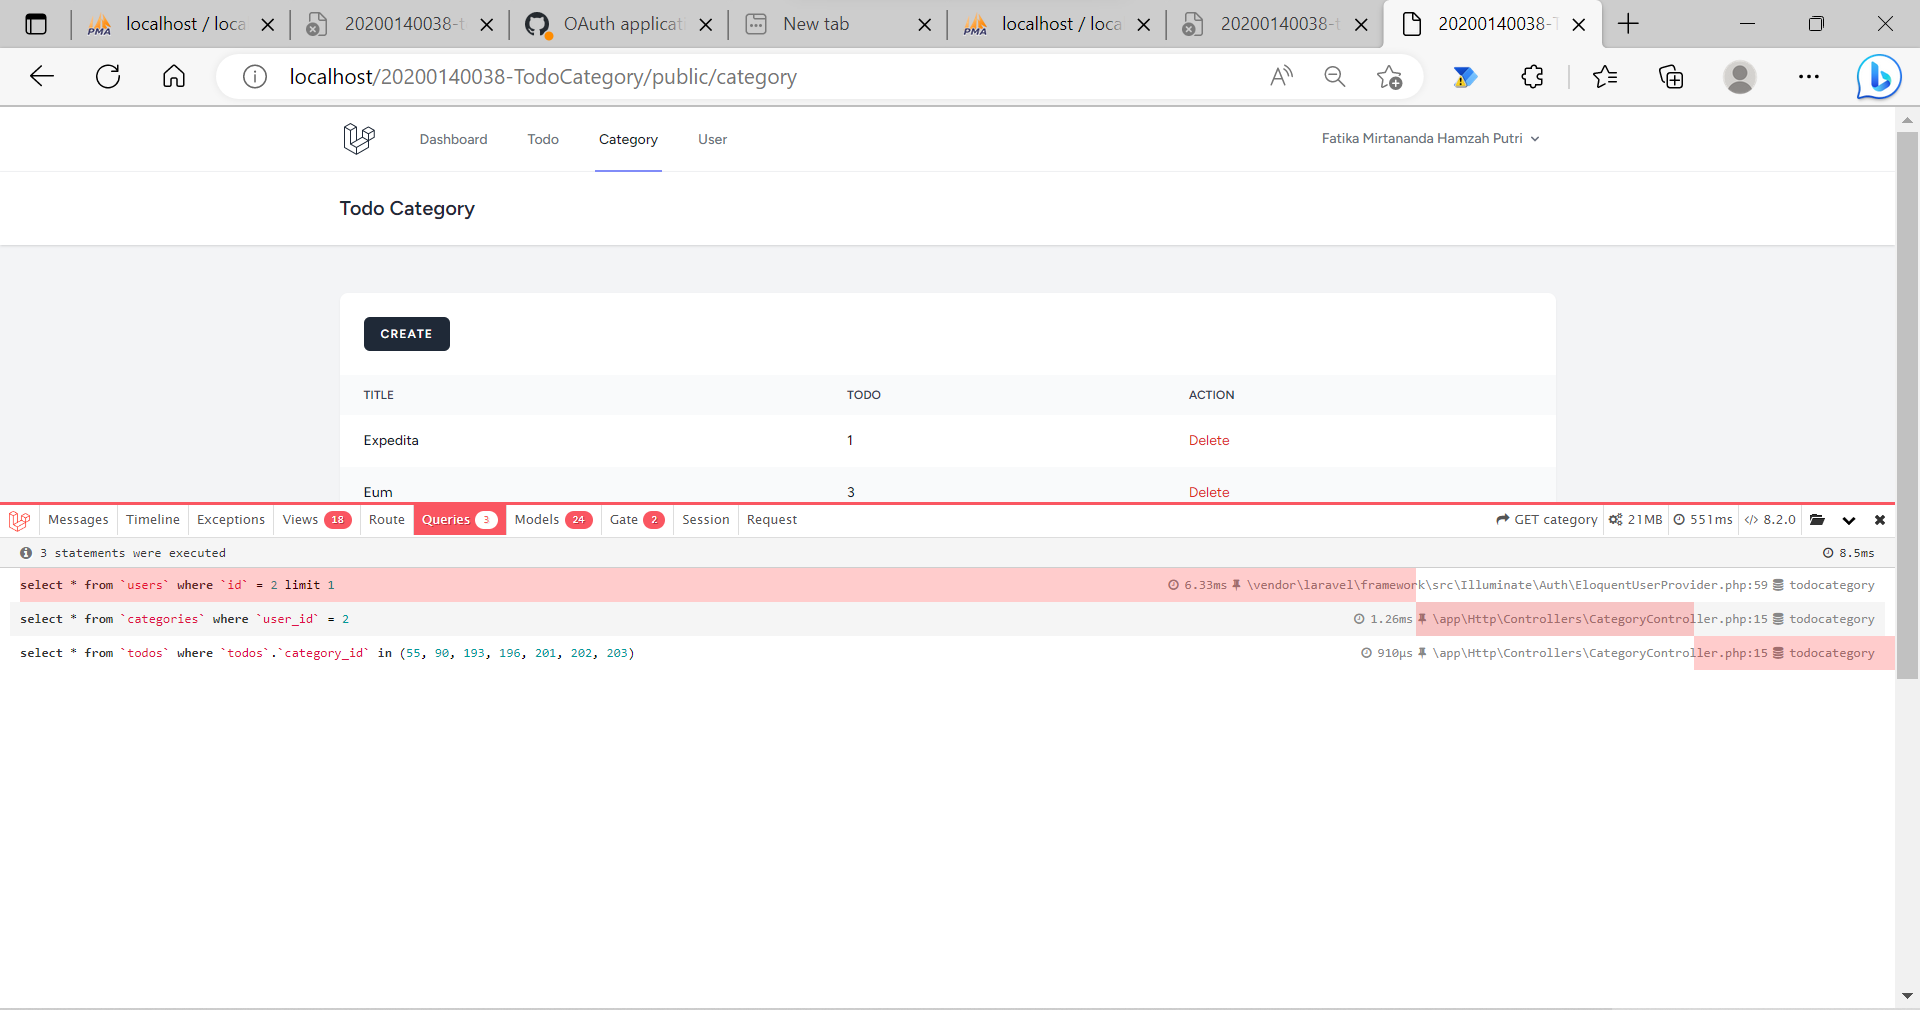 localhost / loca
20200140038-t
OAuth applicati
New tab
localhost / loca
20200140038-t
20200140038-T
localhost/20200140038-TodoCategory/public/category
Dashboard Todo Category User Fatika Mirtananda Hamzah Putri
Todo Category
CREATE
TITLE TODO ACTION
Expedita 1 Delete
Eum 3 Delete
Messages Timeline Exceptions Views 18 Route Queries 3 Models 24 Gate 2 Session Request GET category 21MB 551ms 8.2.0
3 statements were executed 8.5ms
select * from `users` where `id` = 2 limit 1 6.33ms \vendor\laravel\framework\src\Illuminate\Auth\EloquentUserProvider.php:59 todocategory
select * from `categories` where `user_id` = 2 1.26ms \app\Http\Controllers\CategoryController.php:15 todocategory
select * from `todos` where `todos`.`category_id` in (55, 90, 193, 196, 201, 202, 203) 910μs \app\Http\Controllers\CategoryController.php:15 todocategory